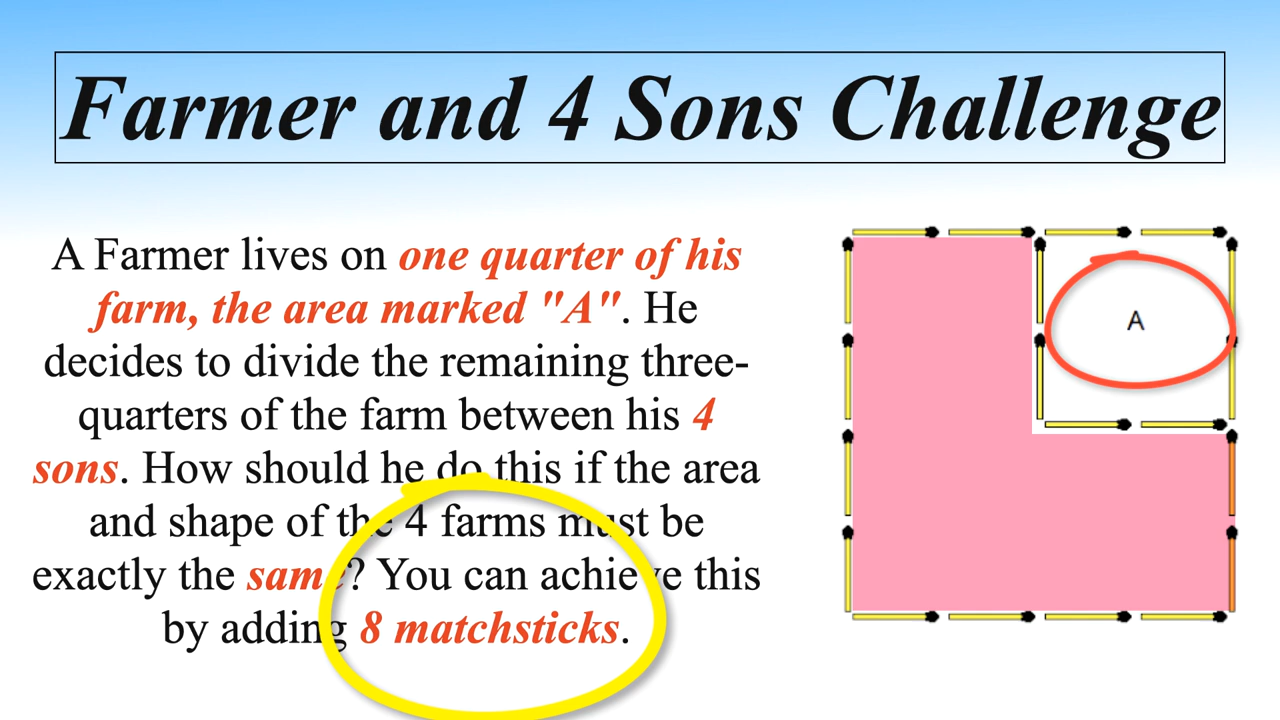 Farmer and 4 Sons Challenge
A Farmer lives on one quarter of his
farm, the area marked "A". He
decides to divide the remaining three-
quarters of the farm between his 4
sons. How should he do this if the area
and shape of the 4 farms must be
exactly the same? You can achieve this
by adding 8 matchsticks.
A